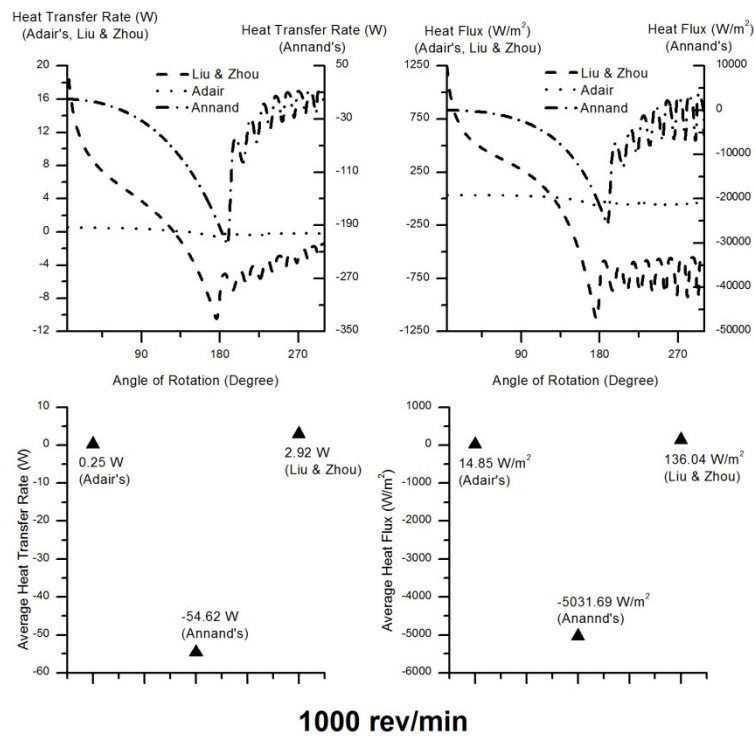 Heat Transfer Rate (W)
(Adair's, Liu & Zhou)
Heat Transfer Rate (W)
(Annand's)
20
16
12
8
4
0
-4
-8
-12
50
-30
-110
-190
-270
-350
Liu & Zhou
Adair
Annand
90
180
270
Angle of Rotation (Degree)
Heat Flux (W/m²)
(Adair's, Liu & Zhou)
Heat Flux (W/m²)
(Annand's)
1250
750
250
-250
-750
-1250
10000
0
-10000
-20000
-30000
-40000
-50000
Liu & Zhou
Adair
Annand
90
180
270
Angle of Rotation (Degree)
Average Heat Transfer Rate (W)
10
0
-10
-20
-30
-40
-50
-60
0.25 W
(Adair's)
2.92 W
(Liu & Zhou)
-54.62 W
(Annand's)
Average Heat Flux (W/m²)
1000
0
-1000
-2000
-3000
-4000
-5000
-6000
14.85 W/m²
(Adair's)
136.04 W/m²
(Liu & Zhou)
-5031.69 W/m²
(Anannd's)
1000 rev/min